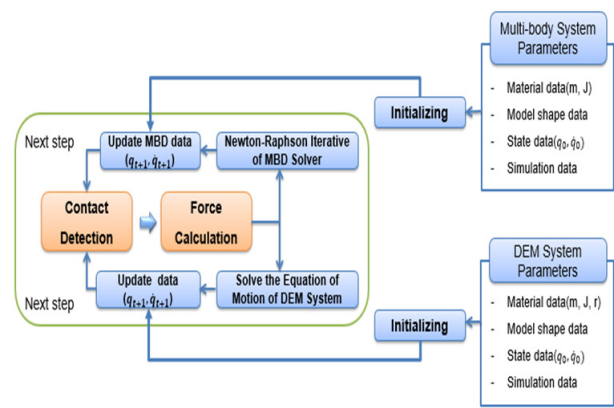 Multi-body System
Parameters
- Material data(m, J)
- Model shape data
- State data(q₀, q̇₀)
- Simulation data
Initializing
Next step
Update MBD data
(qₜ₊₁, q̇ₜ₊₁)
Newton-Raphson Iterative
of MBD Solver
Contact
Detection
Force
Calculation
Update data
(qₜ₊₁, q̇ₜ₊₁)
Solve the Equation of
Motion of DEM System
Next step
Initializing
DEM System
Parameters
- Material data(m, J, r)
- Model shape data
- State data(q₀, q̇₀)
- Simulation data